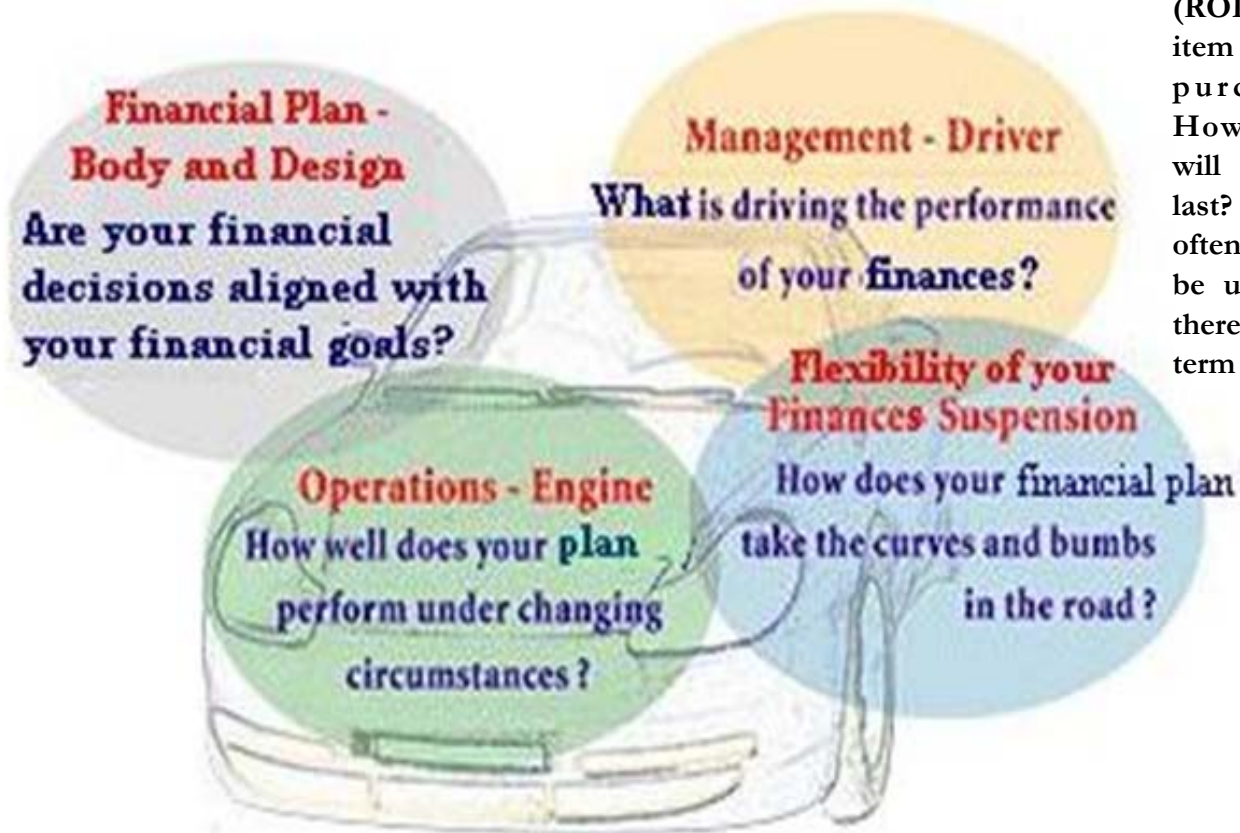 Financial Plan -
Body and Design
Are your financial
decisions aligned with
your financial goals?
Management - Driver
What is driving the performance
of your finances?
Flexibility of your
Finances Suspension
How does your financial plan
take the curves and bumbs
in the road ?
Operations - Engine
How well does your plan
perform under changing
circumstances ?
item
How
will
last?
often
there
term